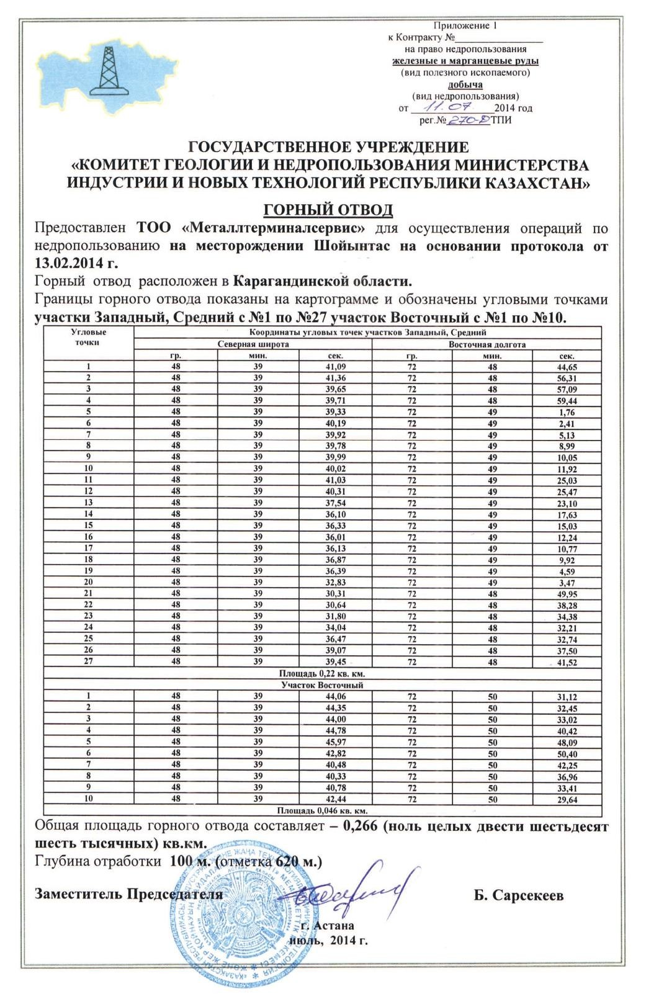 Приложение 1
к Контракту №
на право недропользования
железные и марганцевые руды
(вид полезного ископаемого)
добыча
(вид недропользования)
от 11.07 2014 год
рег.№ 270-Д ТПИ
ГОСУДАРСТВЕННОЕ УЧРЕЖДЕНИЕ
«КОМИТЕТ ГЕОЛОГИИ И НЕДРОПОЛЬЗОВАНИЯ МИНИСТЕРСТВА
ИНДУСТРИИ И НОВЫХ ТЕХНОЛОГИЙ РЕСПУБЛИКИ КАЗАХСТАН»
ГОРНЫЙ ОТВОД
Предоставлен ТОО «Металлтерминалсервис» для осуществления операций по
недропользованию на месторождении Шойынтас на основании протокола от
13.02.2014 г.
Горный отвод расположен в Карагандинской области.
Границы горного отвода показаны на картограмме и обозначены угловыми точками
участки Западный, Средний с №1 по №27 участок Восточный с №1 по №10.
Угловые точки Координаты угловых точек участков Западный, Средний
Северная широта Восточная долгота
гр. мин. сек. гр. мин. сек.
1 48 39 41,09 72 48 44,65
2 48 39 41,36 72 48 56,31
3 48 39 39,65 72 48 57,09
4 48 39 39,71 72 48 59,44
5 48 39 39,33 72 49 1,76
6 48 39 40,19 72 49 2,41
7 48 39 39,92 72 49 5,13
8 48 39 39,78 72 49 8,99
9 48 39 39,99 72 49 10,05
10 48 39 40,02 72 49 11,92
11 48 39 41,03 72 49 25,03
12 48 39 40,31 72 49 25,47
13 48 39 37,54 72 49 23,10
14 48 39 36,10 72 49 17,63
15 48 39 36,33 72 49 15,03
16 48 39 36,01 72 49 12,24
17 48 39 36,13 72 49 10,77
18 48 39 36,87 72 49 9,92
19 48 39 36,39 72 49 4,59
20 48 39 32,83 72 49 3,47
21 48 39 30,31 72 48 49,95
22 48 39 30,64 72 48 38,28
23 48 39 31,80 72 48 34,38
24 48 39 34,04 72 48 32,21
25 48 39 36,47 72 48 32,74
26 48 39 39,07 72 48 37,50
27 48 39 39,45 72 48 41,52
Площадь 0,22 кв. км.
Участок Восточный
1 48 39 44,06 72 50 31,12
2 48 39 44,35 72 50 32,45
3 48 39 44,00 72 50 33,02
4 48 39 44,78 72 50 40,42
5 48 39 45,97 72 50 48,09
6 48 39 42,82 72 50 50,40
7 48 39 40,48 72 50 42,25
8 48 39 40,33 72 50 36,96
9 48 39 40,78 72 50 33,41
10 48 39 42,44 72 50 29,64
Площадь 0,046 кв. км.
Общая площадь горного отвода составляет – 0,266 (ноль целых двести шестьдесят
шесть тысячных) кв.км.
Глубина отработки 100 м. (отметка 620 м.)
Заместитель Председателя Б. Сарсекеев
г. Астана
июль, 2014 г.